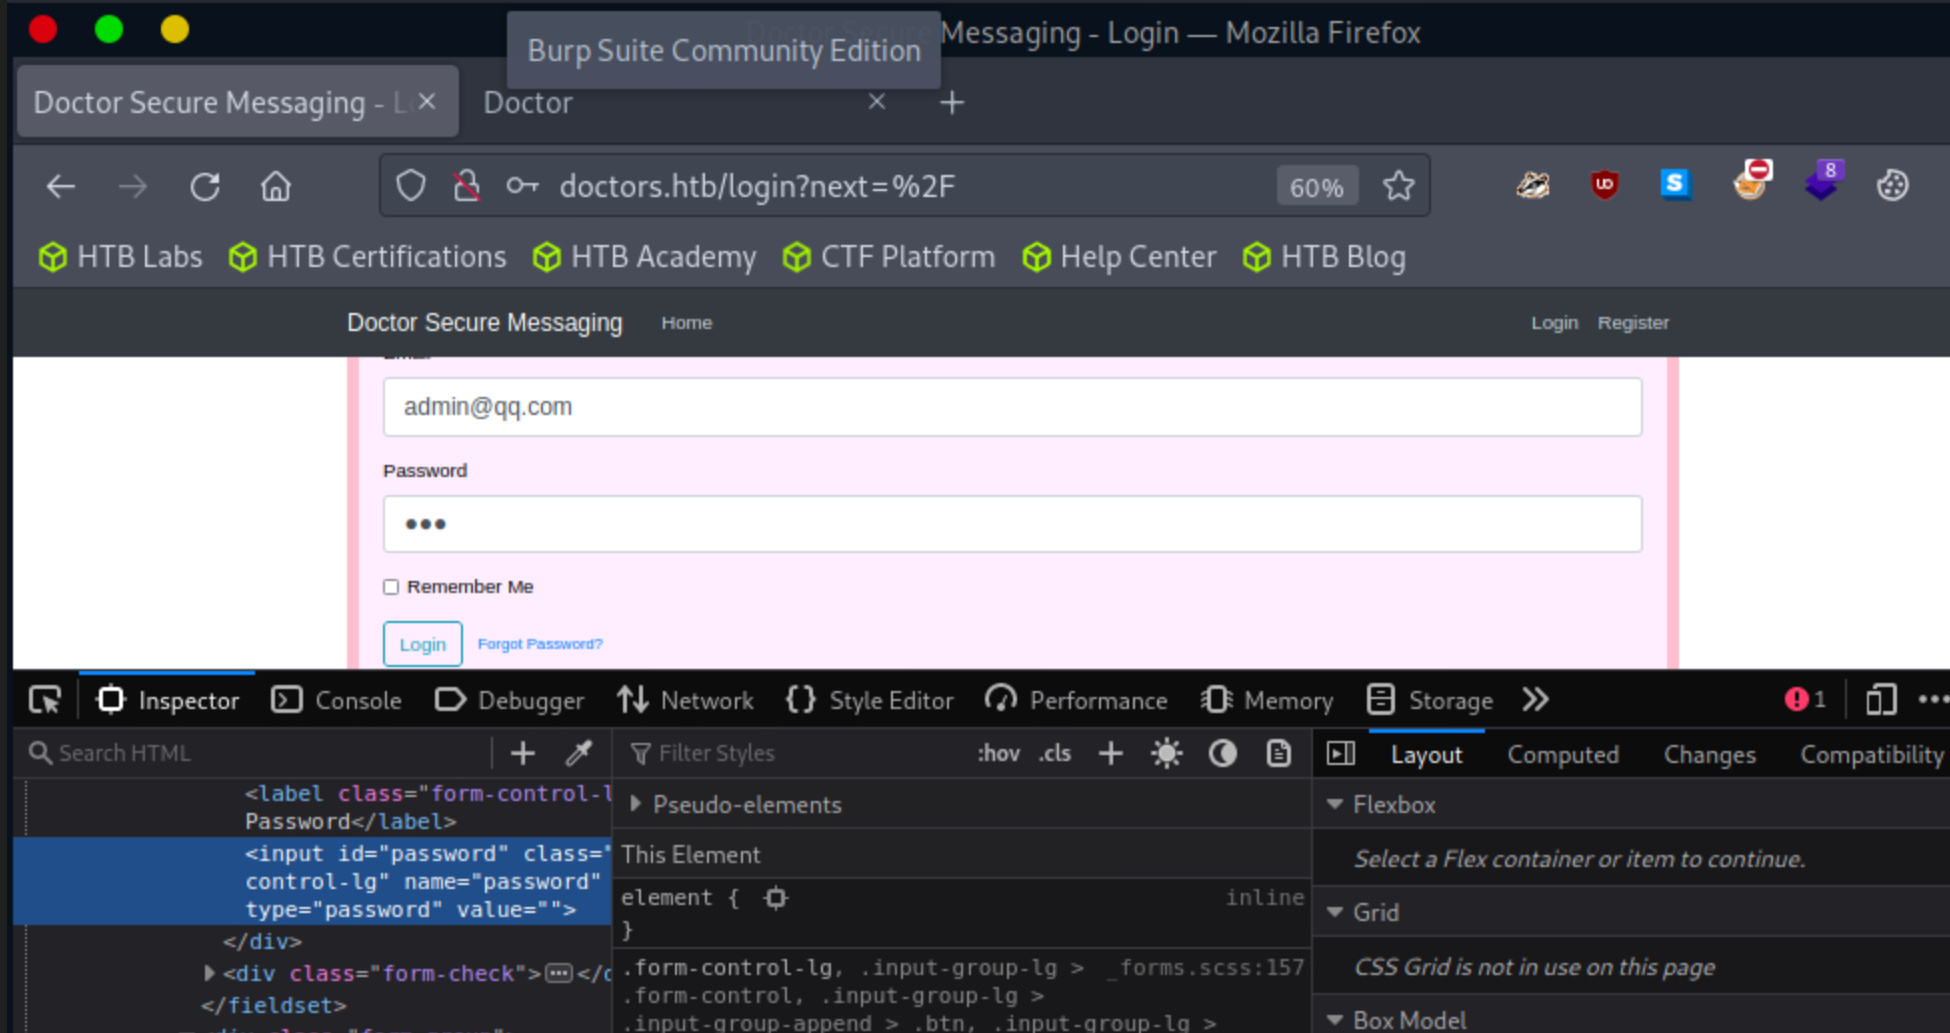 Doctor Secure Messaging - Login — Mozilla Firefox
Burp Suite Community Edition
Doctor Secure Messaging - Lo
Doctor
doctors.htb/login?next=%2F
60%
8
HTB Labs
HTB Certifications
HTB Academy
CTF Platform
Help Center
HTB Blog
Doctor Secure Messaging
Home
Login
Register
Email
admin@qq.com
Password
•••
Remember Me
Login
Forgot Password?
Inspector
Console
Debugger
Network
Style Editor
Performance
Memory
Storage
1
Search HTML
Filter Styles
:hov
.cls
Layout
Computed
Changes
Compatibility
<label class="form-control-l
Password</label>
<input id="password" class="
control-lg" name="password"
type="password" value="">
</div>
<div class="form-check">
</d
</fieldset>
Pseudo-elements
This Element
element {
inline
}
.form-control-lg, .input-group-lg >
_forms.scss:157
.form-control, .input-group-lg >
.input-group-append > .btn, .input-group-lg >
Flexbox
Select a Flex container or item to continue.
Grid
CSS Grid is not in use on this page
Box Model